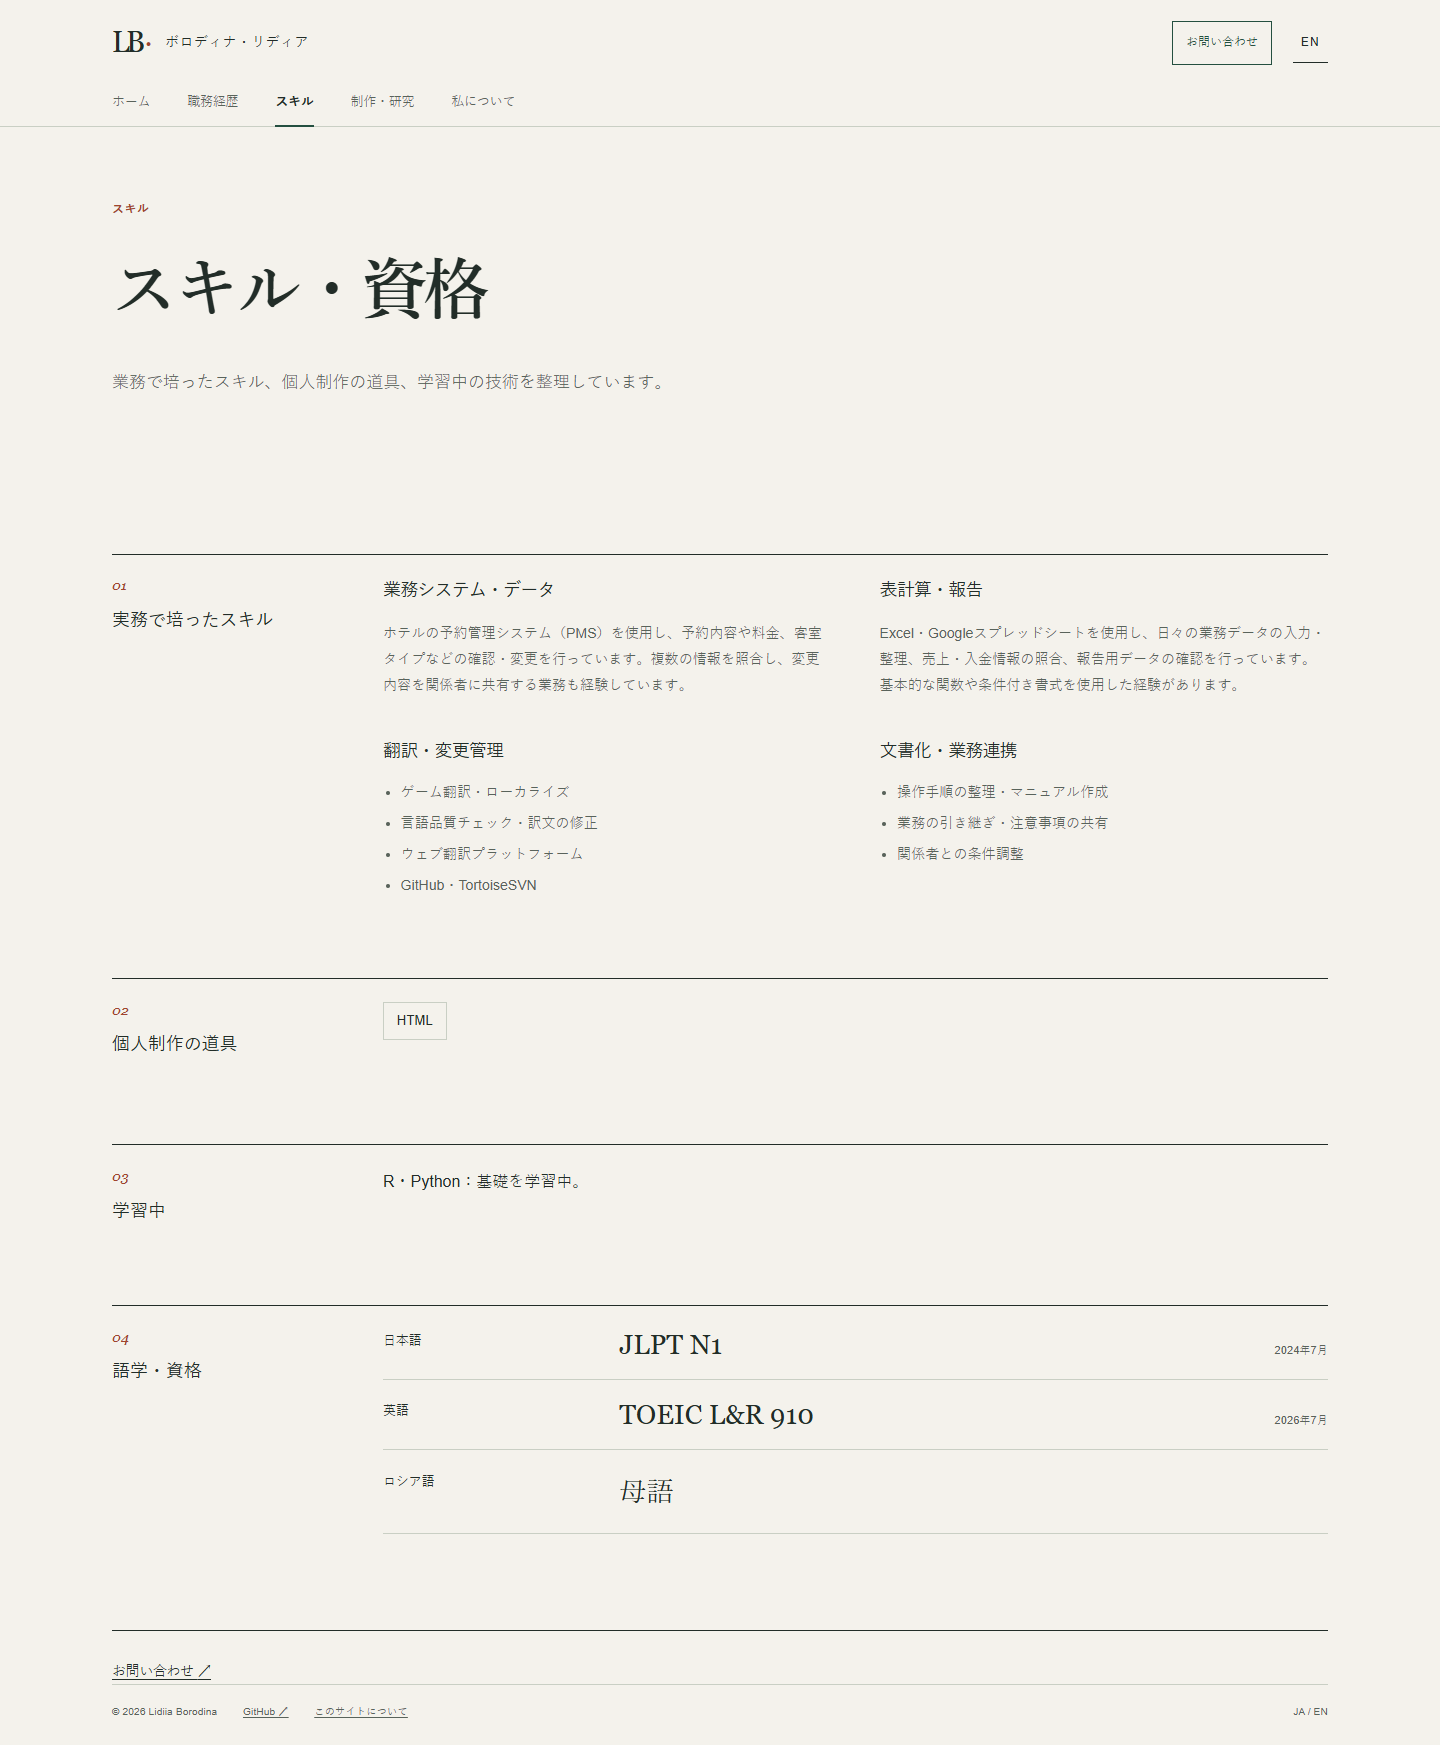 LB· ボロディナ・リディア
お問い合わせ
EN
ホーム 職務経歴 スキル 制作・研究 私について
スキル
スキル・資格
業務で培ったスキル、個人制作の道具、学習中の技術を整理しています。
01
実務で培ったスキル
業務システム・データ
ホテルの予約管理システム（PMS）を使用し、予約内容や料金、客室
タイプなどの確認・変更を行っています。複数の情報を照合し、変更
内容を関係者に共有する業務も経験しています。
表計算・報告
Excel・Googleスプレッドシートを使用し、日々の業務データの入力・
整理、売上・入金情報の照合、報告用データの確認を行っています。
基本的な関数や条件付き書式を使用した経験があります。
翻訳・変更管理
• ゲーム翻訳・ローカライズ
• 言語品質チェック・訳文の修正
• ウェブ翻訳プラットフォーム
• GitHub・TortoiseSVN
文書化・業務連携
• 操作手順の整理・マニュアル作成
• 業務の引き継ぎ・注意事項の共有
• 関係者との条件調整
02
個人制作の道具
HTML
03
学習中
R・Python：基礎を学習中。
04
語学・資格
日本語 JLPT N1 2024年7月
英語 TOEIC L&R 910 2026年7月
ロシア語 母語
お問い合わせ ↗
© 2026 Lidiia Borodina GitHub ↗ このサイトについて JA / EN